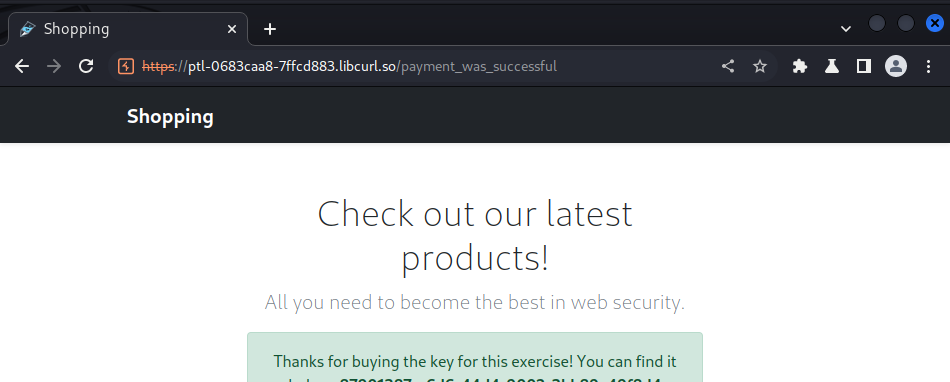 Shopping
https://ptl-0683caa8-7ffcd883.libcurl.so/payment_was_successful
Shopping
Check out our latest
products!
All you need to become the best in web security.
Thanks for buying the key for this exercise! You can find it